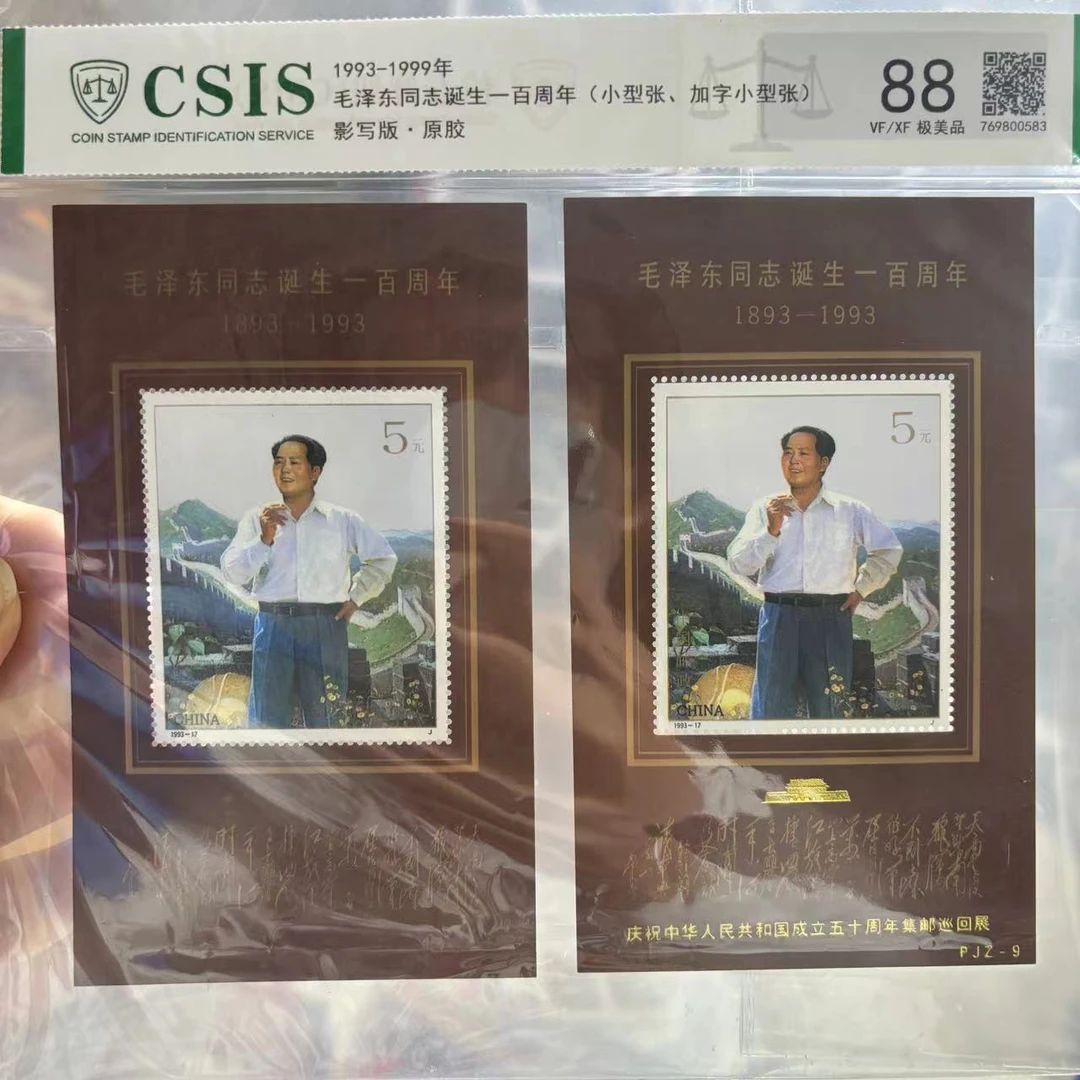 CSIS
COIN STAMP IDENTIFICATION SERVICE
1993-1999年
毛泽东同志诞生一百周年（小型张、加字小型张）
影写版·原胶
88
VF/XF 极美品
769800583
毛泽东同志诞生一百周年
1893—1993
5元
CHINA
1993-17
J
毛泽东同志诞生一百周年
1893—1993
5元
CHINA
1993-17
J
庆祝中华人民共和国成立五十周年集邮巡回展
PJZ-9